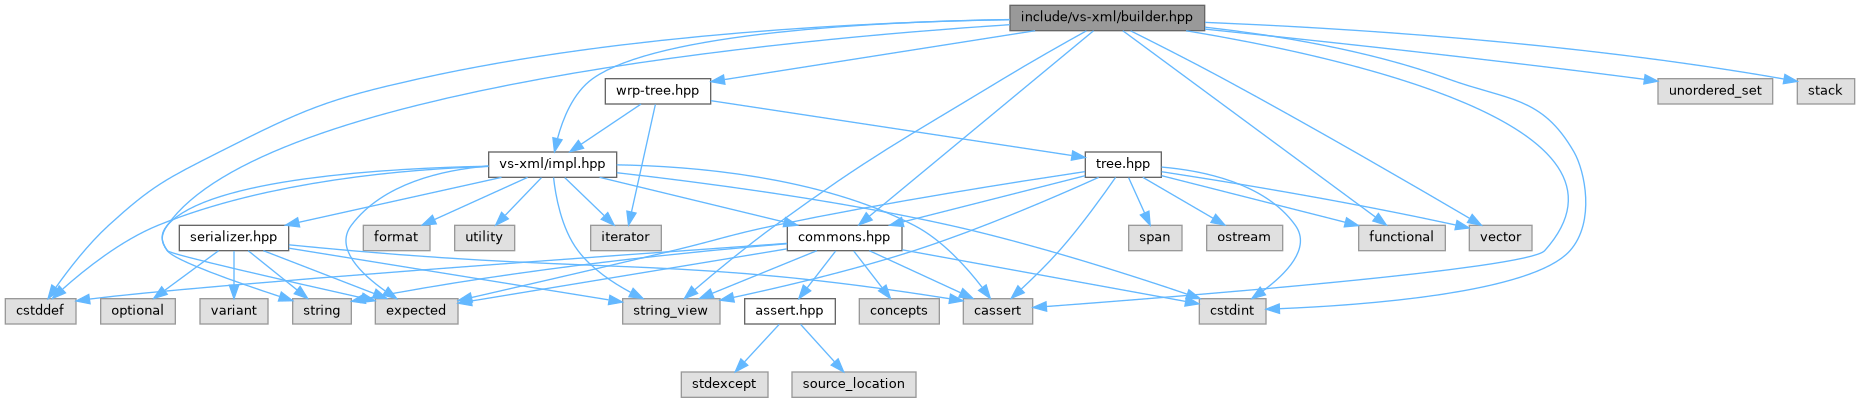 include/vs-xml/builder.hpp
wrp-tree.hpp
unordered_set
stack
vs-xml/impl.hpp
tree.hpp
serializer.hpp
format
utility
iterator
commons.hpp
span
ostream
functional
vector
cstddef
optional
variant
string
expected
string_view
assert.hpp
concepts
cassert
cstdint
stdexcept
source_location